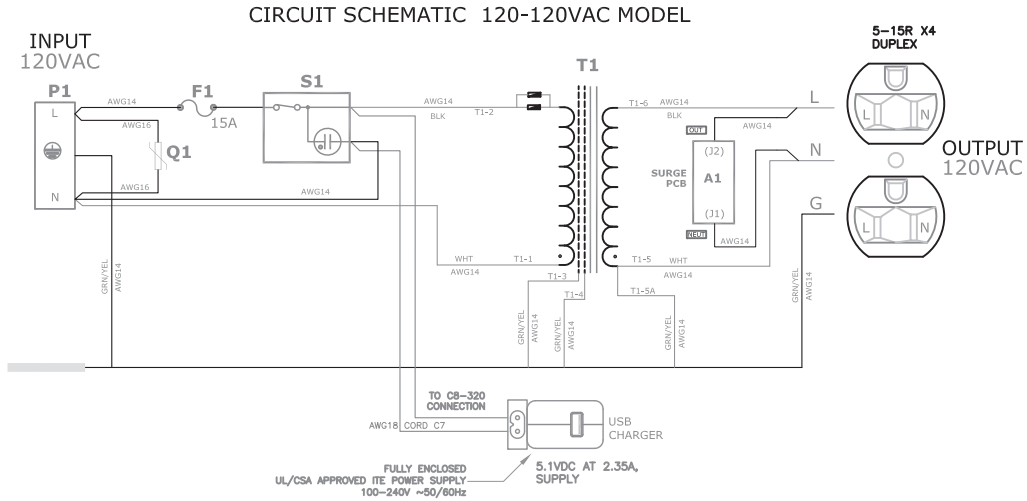 CIRCUIT SCHEMATIC 120-120VAC MODEL
5-15R X4
DUPLEX
INPUT
120VAC
P1
F1
S1
T1
L
N
AWG14
AWG16
15A
Q1
AWG16
AWG14
AWG14
BLK
T1-2
T1-6
AWG14
BLK
L
OUT
AWG14
(J2)
SURGE
PCB
A1
(J1)
NEUT
AWG14
N
G
L
N
L
N
OUTPUT
120VAC
WHT
T1-1
AWG14
T1-3
T1-4
T1-5
WHT
AWG14
T1-5A
GRN/YEL
AWG14
GRN/YEL
AWG14
GRN/YEL
AWG14
GRN/YEL
AWG14
GRN/YEL
AWG14
TO C8-320
CONNECTION
AWG18 CORD C7
USB
CHARGER
FULLY ENCLOSED
UL/CSA APPROVED ITE POWER SUPPLY
100-240V ~50/60Hz
5.1VDC AT 2.35A,
SUPPLY